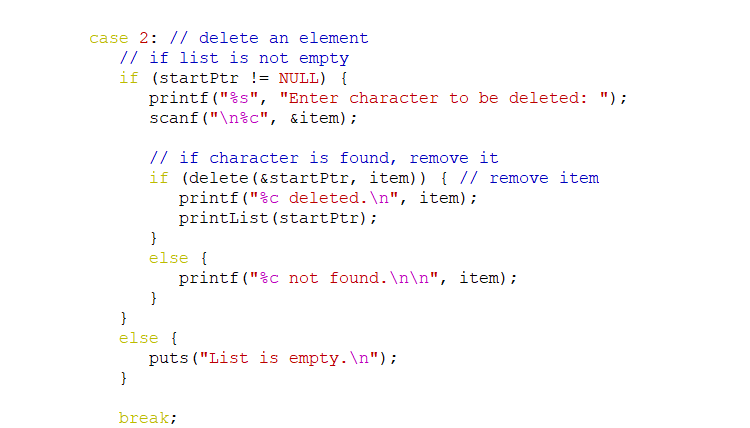 case 2: // delete an element
// if list is not empty
if (startPtr != NULL) {
printf("%s", "Enter character to be deleted: ");
scanf("\n%c", &item);
// if character is found, remove it
if (delete(&startPtr, item)) { // remove item
printf("%c deleted.\n", item);
printList(startPtr);
}
else {
printf("%c not found.\n\n", item);
}
}
else {
puts("List is empty.\n");
}
break;